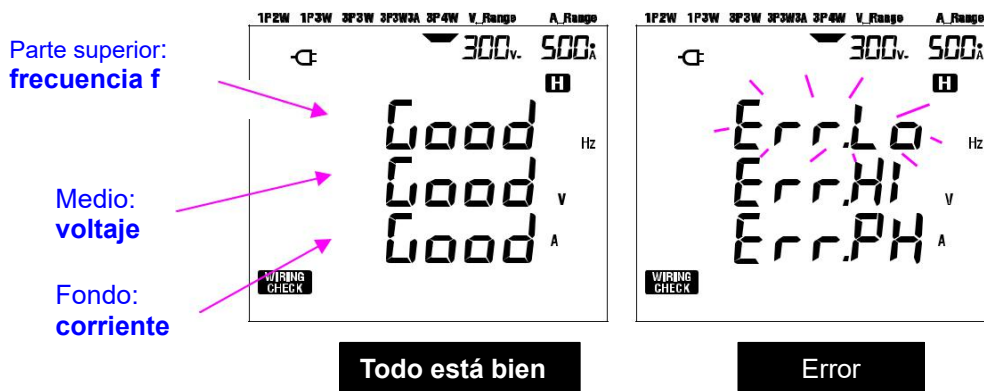 1P2W 1P3W 3P3W 3P3W3A 3P4W V_Range A_Range
300V~ 500A
H
Good Hz
Good V
Good A
WIRING
CHECK
Parte superior:
frecuencia f
Medio:
voltaje
Fondo:
corriente
Todo está bien
1P2W 1P3W 3P3W 3P3W3A 3P4W V_Range A_Range
300V~ 500A
H
Err.Lo Hz
Err.HI V
Err.PH A
WIRING
CHECK
Error